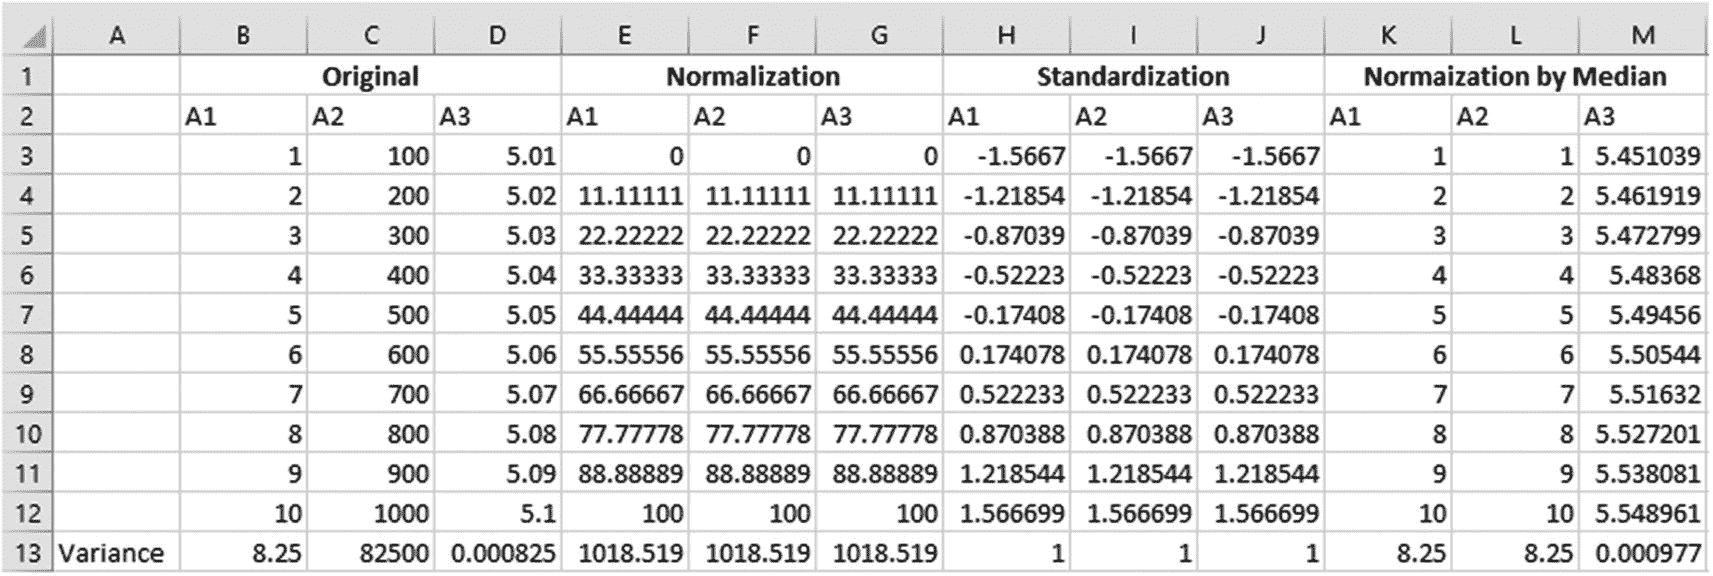 A B C D E F G H I J K L M
1 Original Normalization Standardization Normaization by Median
2 A1 A2 A3 A1 A2 A3 A1 A2 A3 A1 A2 A3
3 1 100 5.01 0 0 0 -1.5667 -1.5667 -1.5667 1 1 5.451039
4 2 200 5.02 11.11111 11.11111 11.11111 -1.21854 -1.21854 -1.21854 2 2 5.461919
5 3 300 5.03 22.22222 22.22222 22.22222 -0.87039 -0.87039 -0.87039 3 3 5.472799
6 4 400 5.04 33.33333 33.33333 33.33333 -0.52223 -0.52223 -0.52223 4 4 5.48368
7 5 500 5.05 44.44444 44.44444 44.44444 -0.17408 -0.17408 -0.17408 5 5 5.49456
8 6 600 5.06 55.55556 55.55556 55.55556 0.174078 0.174078 0.174078 6 6 5.50544
9 7 700 5.07 66.66667 66.66667 66.66667 0.522233 0.522233 0.522233 7 7 5.51632
10 8 800 5.08 77.77778 77.77778 77.77778 0.870388 0.870388 0.870388 8 8 5.527201
11 9 900 5.09 88.88889 88.88889 88.88889 1.218544 1.218544 1.218544 9 9 5.538081
12 10 1000 5.1 100 100 100 1.566699 1.566699 1.566699 10 10 5.548961
13 Variance 8.25 82500 0.000825 1018.519 1018.519 1018.519 1 1 1 8.25 8.25 0.000977